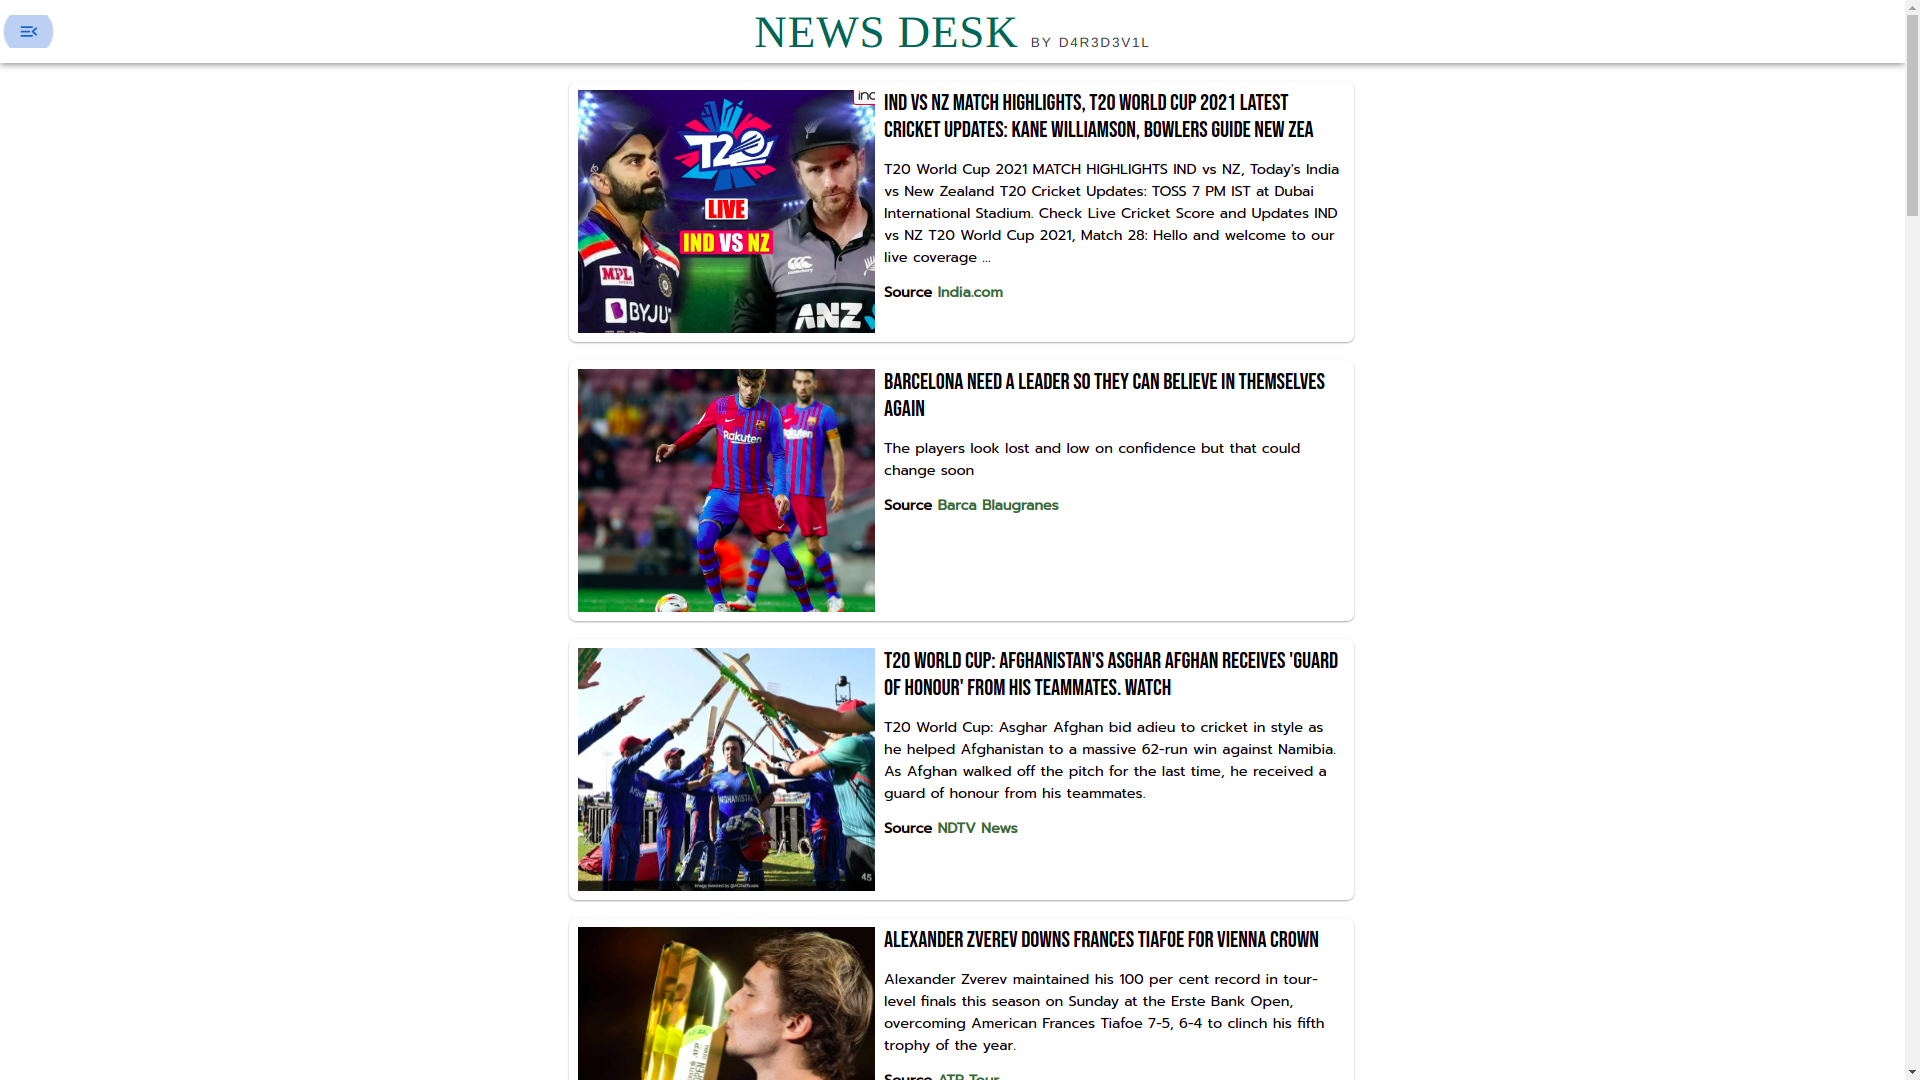 NEWS DESK BY D4R3D3V1L
IND VS NZ MATCH HIGHLIGHTS, T20 WORLD CUP 2021 LATEST
CRICKET UPDATES: KANE WILLIAMSON, BOWLERS GUIDE NEW ZEA
T20
LIVE
IND VS NZ
MPL
BYJU
canterbury
ANZ
T20 World Cup 2021 MATCH HIGHLIGHTS IND vs NZ, Today's India
vs New Zealand T20 Cricket Updates: TOSS 7 PM IST at Dubai
International Stadium. Check Live Cricket Score and Updates IND
vs NZ T20 World Cup 2021, Match 28: Hello and welcome to our
live coverage ...
Source India.com
BARCELONA NEED A LEADER SO THEY CAN BELIEVE IN THEMSELVES
AGAIN
Rakuten
The players look lost and low on confidence but that could
change soon
Source Barca Blaugranes
T20 WORLD CUP: AFGHANISTAN'S ASGHAR AFGHAN RECEIVES 'GUARD
OF HONOUR' FROM HIS TEAMMATES. WATCH
AFGHANISTAN
45
T20 World Cup: Asghar Afghan bid adieu to cricket in style as
he helped Afghanistan to a massive 62-run win against Namibia.
As Afghan walked off the pitch for the last time, he received a
guard of honour from his teammates.
Source NDTV News
ALEXANDER ZVEREV DOWNS FRANCES TIAFOE FOR VIENNA CROWN
Alexander Zverev maintained his 100 per cent record in tour-
level finals this season on Sunday at the Erste Bank Open,
overcoming American Frances Tiafoe 7-5, 6-4 to clinch his fifth
trophy of the year.
Source ATP Tour